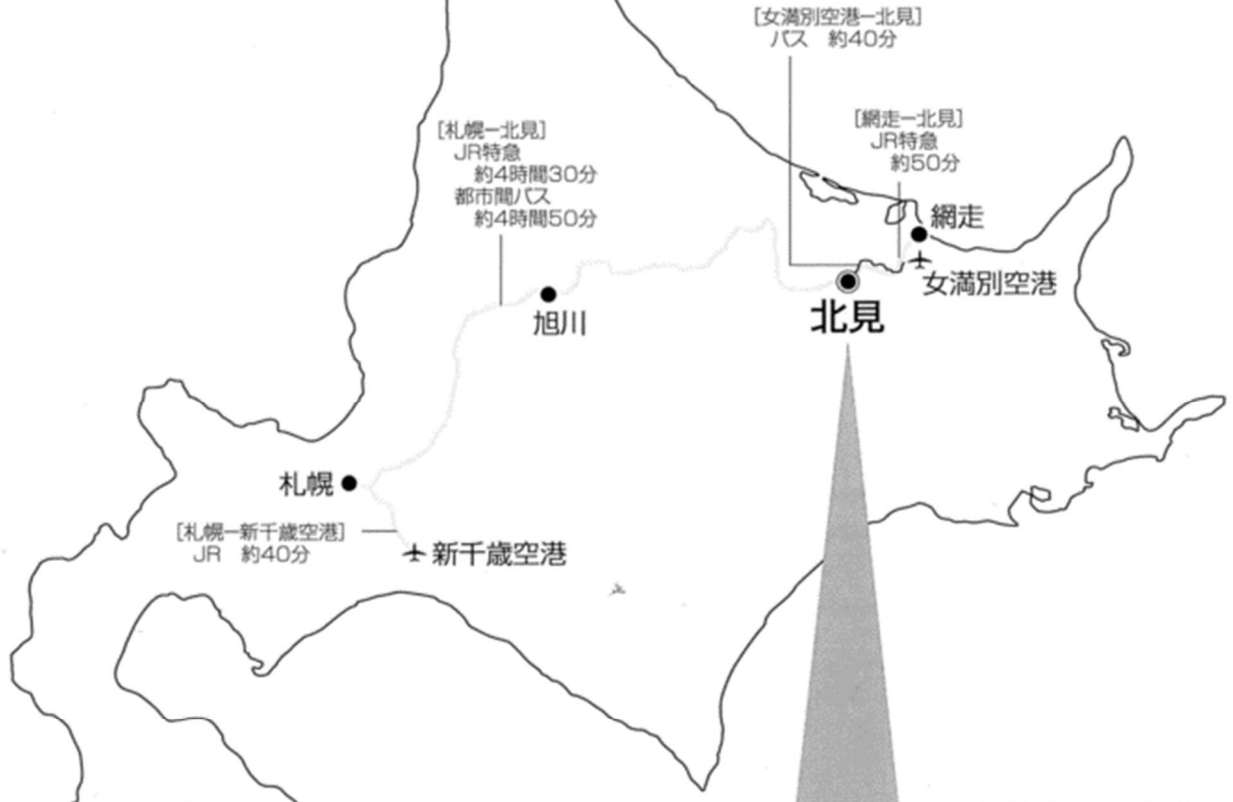 [女満別空港ー北見]
バス 約40分
[札幌ー北見]
JR特急
約4時間30分
都市間バス
約4時間50分
[網走ー北見]
JR特急
約50分
網走
女満別空港
北見
旭川
札幌
[札幌ー新千歳空港]
JR 約40分
新千歳空港